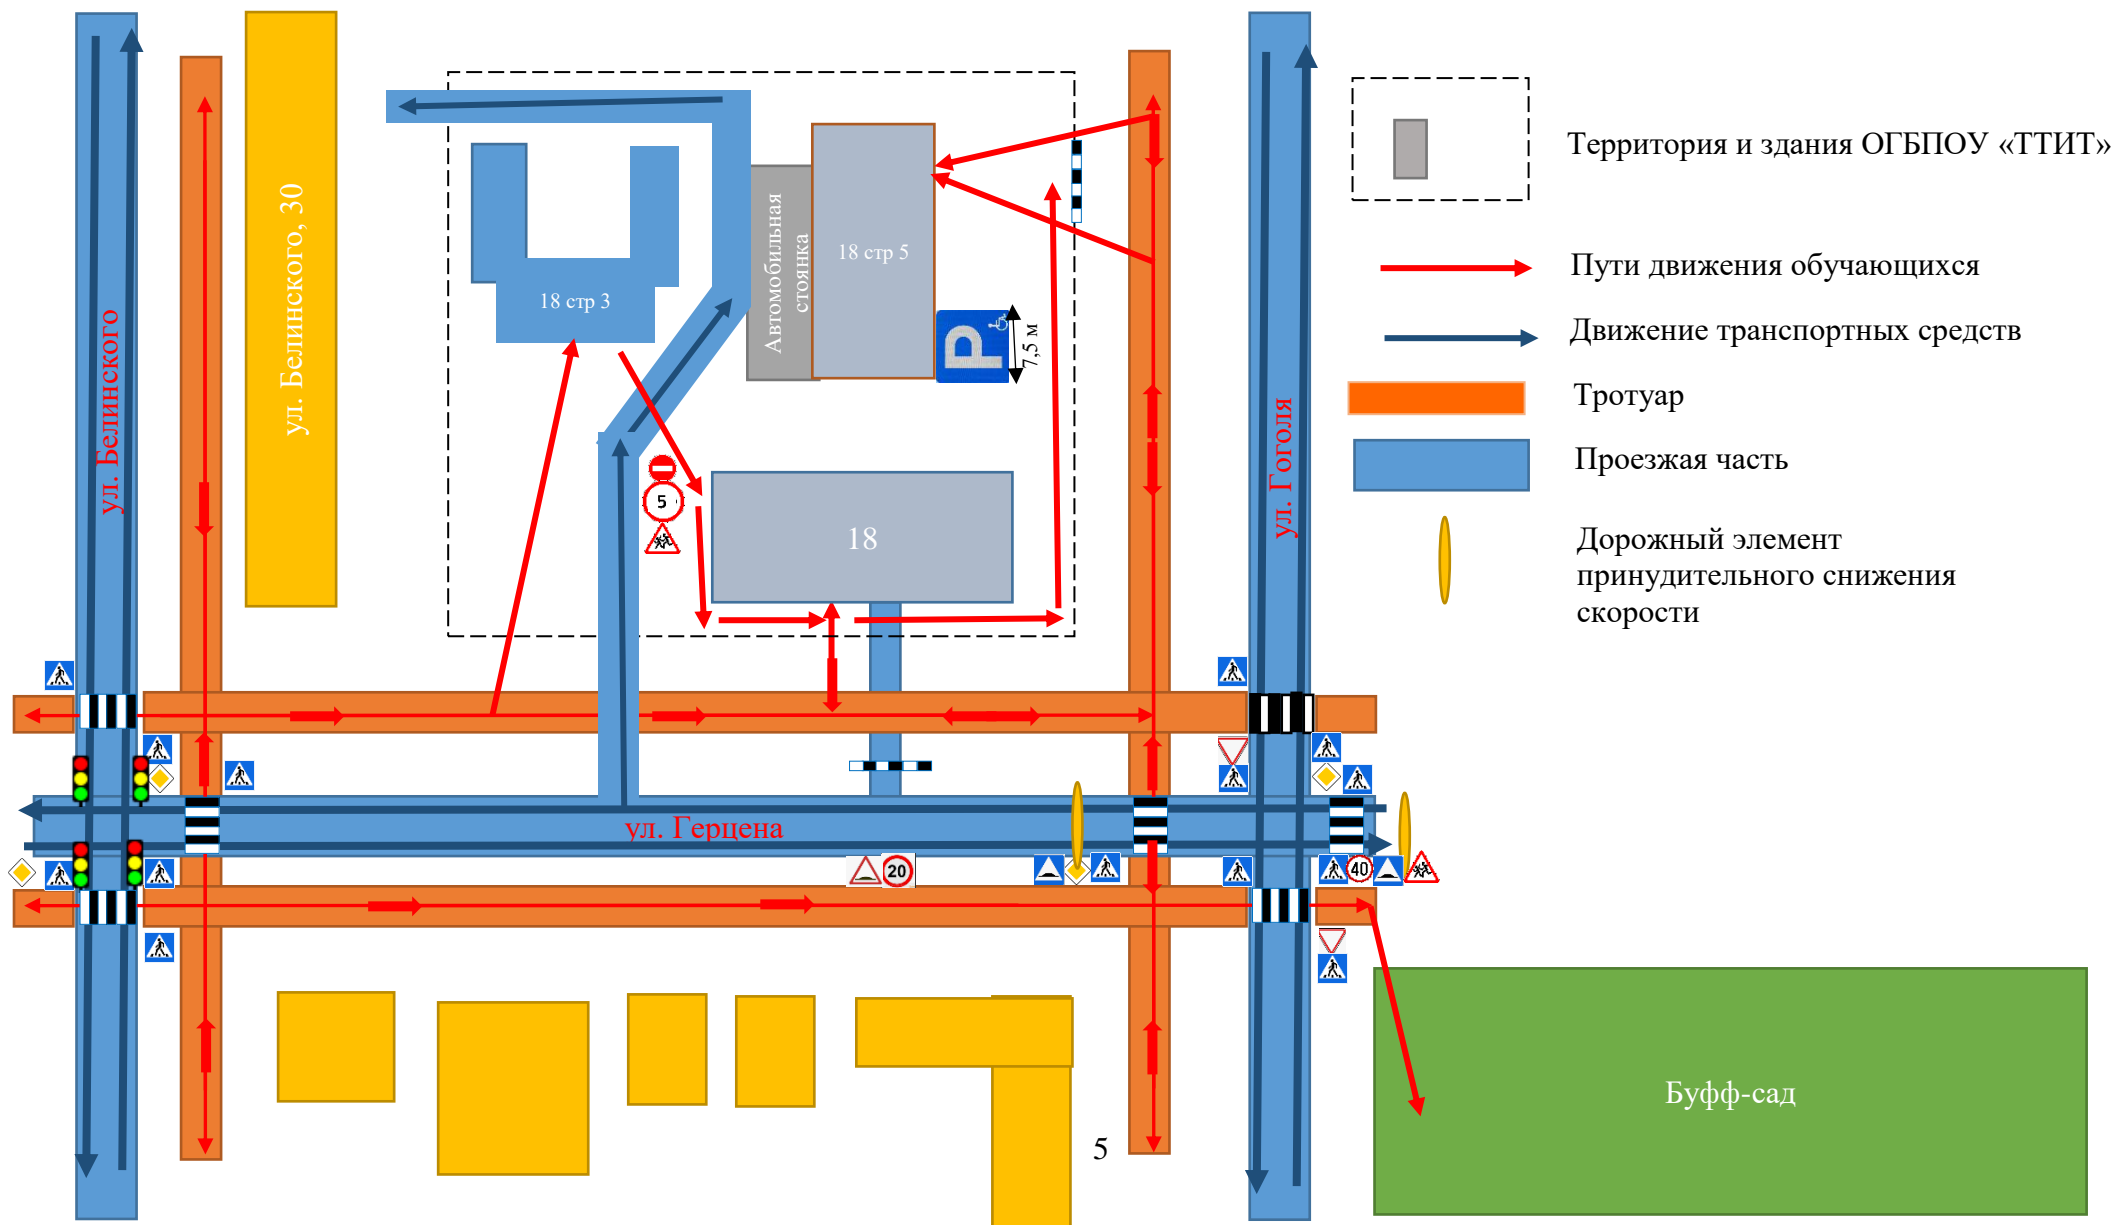 Территория и здания ОГБПОУ «ТТИТ»
ул. Белинского, 30
Автомобильная
стоянка
18 стр 5
18 стр 3
P
7,5 м
Пути движения обучающихся
Движение транспортных средств
Тротуар
Проезжая часть
Дорожный элемент
принудительного снижения
скорости
ул. Белинского
ул. Гоголя
5
18
ул. Герцена
20
40
Буфф-сад
5